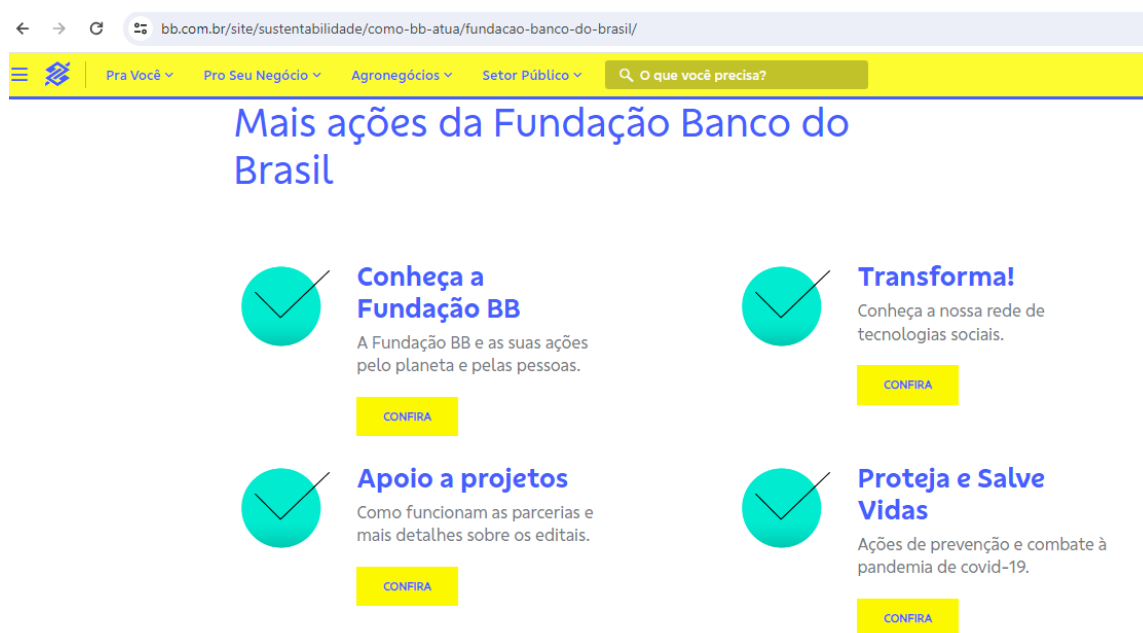 bb.com.br/site/sustentabilidade/como-bb-atua/fundacao-banco-do-brasil/
Pra Você Pro Seu Negócio Agronegócios Setor Público O que você precisa?
Mais ações da Fundação Banco do
Brasil
Conheça a
Fundação BB
A Fundação BB e as suas ações
pelo planeta e pelas pessoas.
CONFIRA
Transforma!
Conheça a nossa rede de
tecnologias sociais.
CONFIRA
Apoio a projetos
Como funcionam as parcerias e
mais detalhes sobre os editais.
CONFIRA
Proteja e Salve
Vidas
Ações de prevenção e combate à
pandemia de covid-19.
CONFIRA